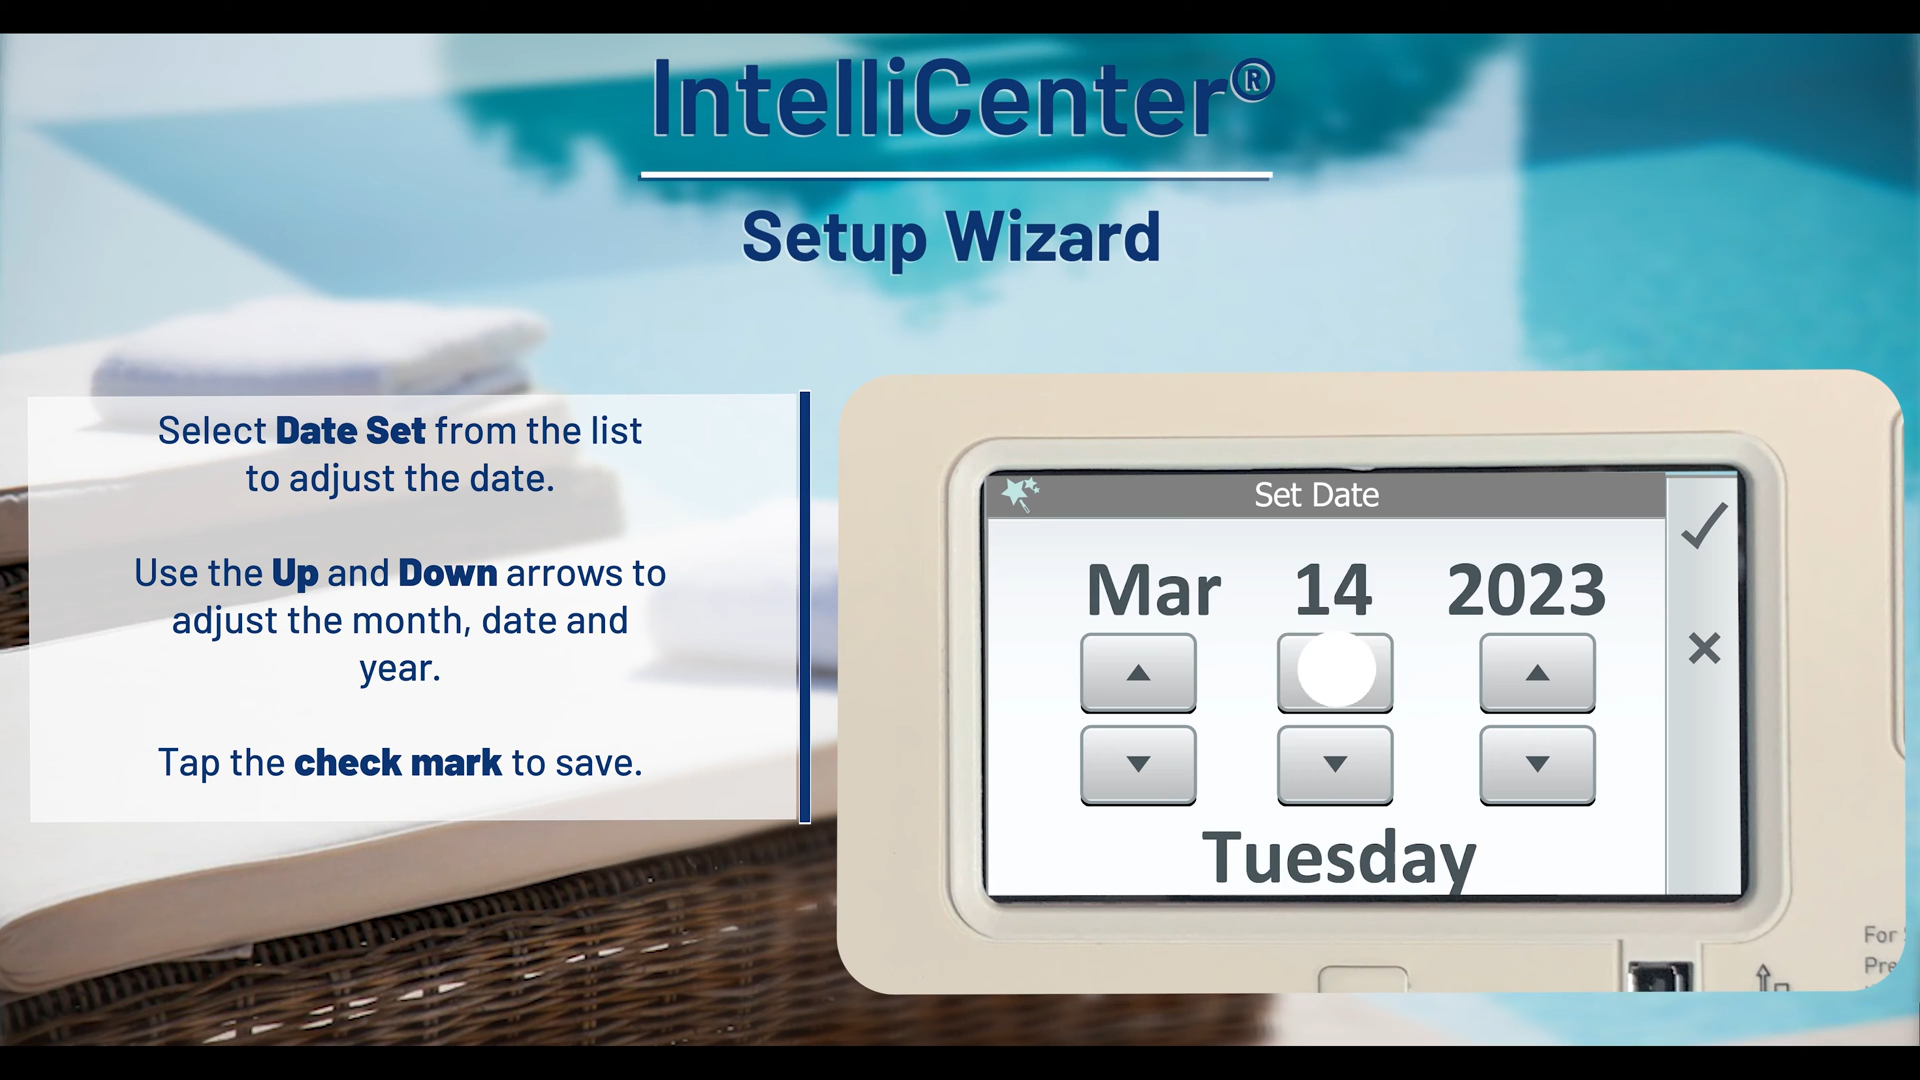 IntelliCenter®
Setup Wizard
Select Date Set from the list
to adjust the date.
Use the Up and Down arrows to
adjust the month, date and
year.
Tap the check mark to save.
Set Date
Mar 14 2023
Tuesday
For
Pre